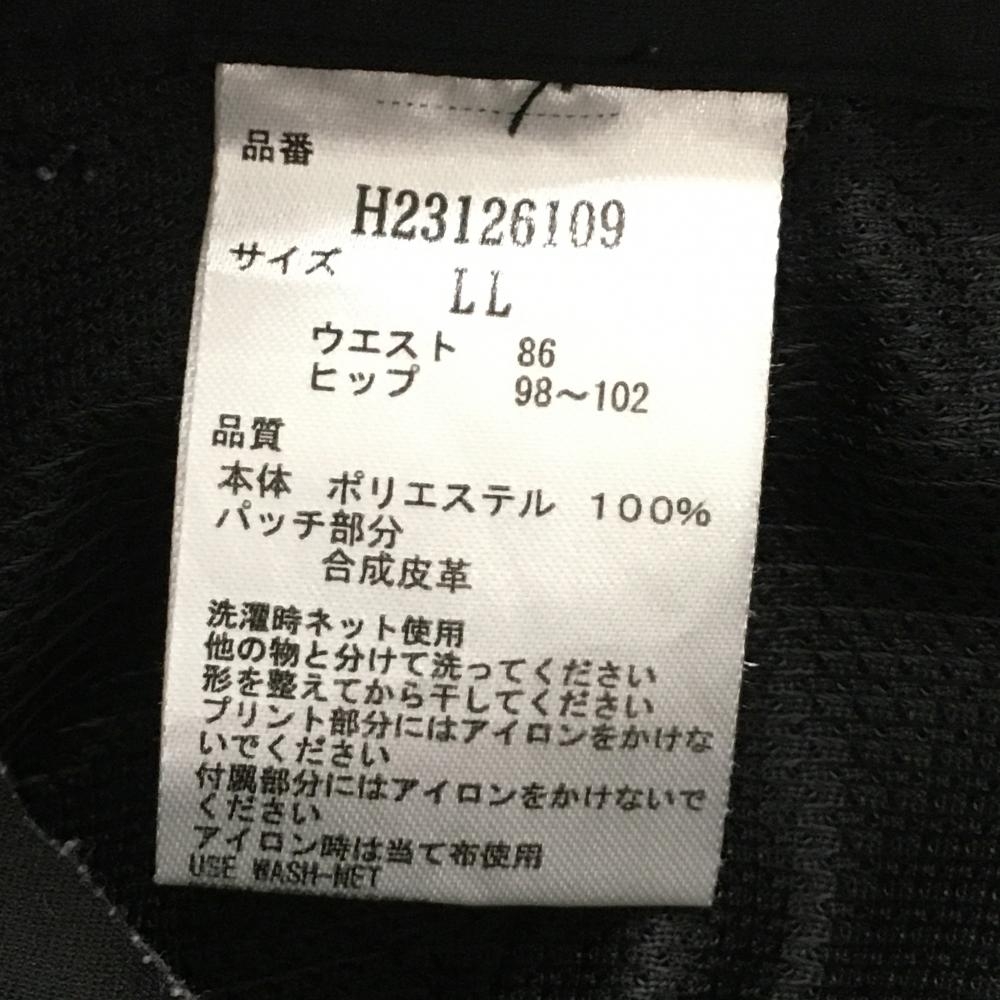 品番
H23126109
サイズ
LL
ウエスト 86
ヒップ 98～102
品質
本体 ポリエステル 100%
パッチ部分
合成皮革
洗濯時ネット使用
他の物と分けて洗ってください
形を整えてから干してください
プリント部分にはアイロンをかけな
いでください
付属部分にはアイロンをかけないで
ください
アイロン時は当て布使用
USE WASH-NET